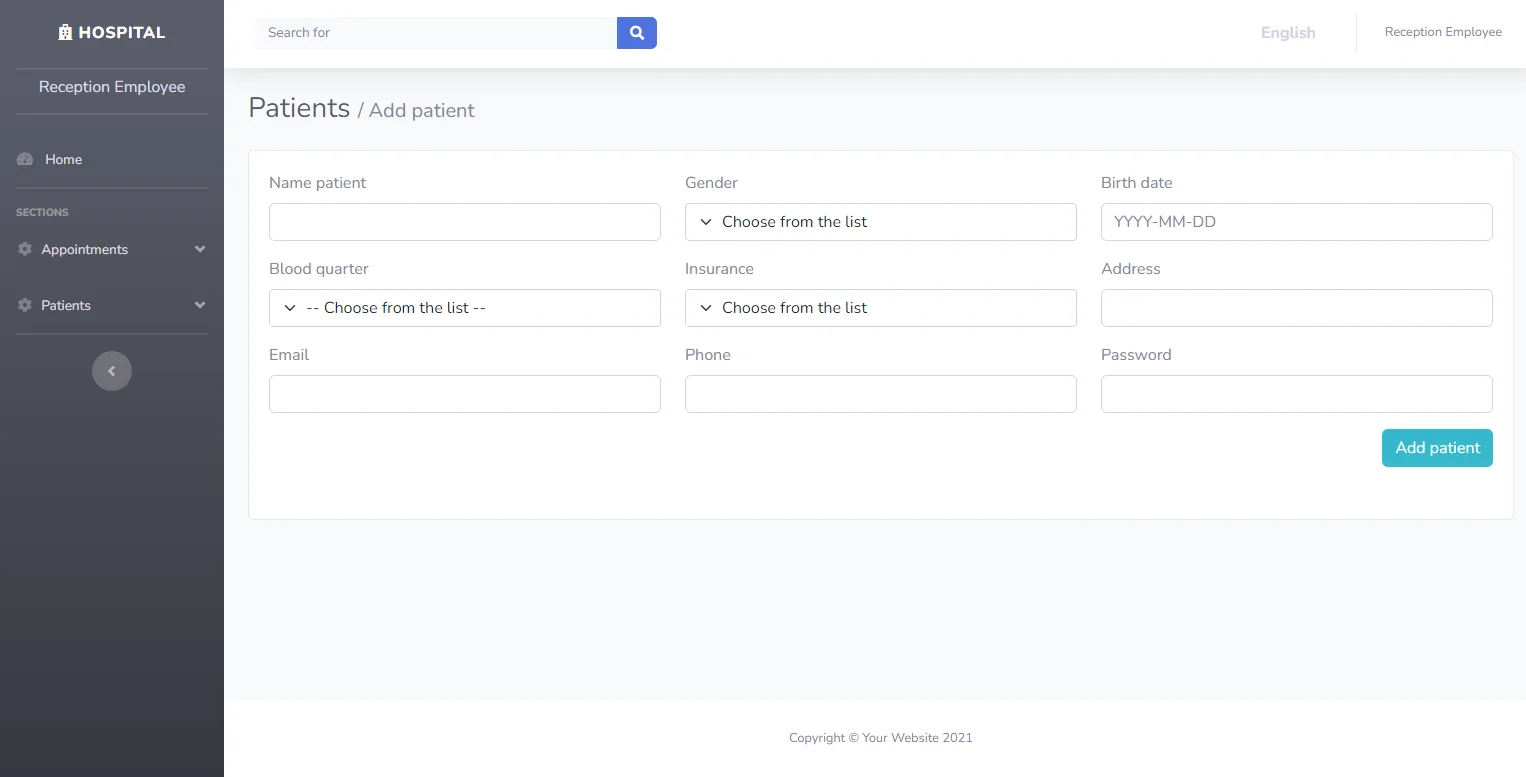 HOSPITAL
Reception Employee
Home
SECTIONS
Appointments
Patients
Search for
English
Reception Employee
Patients / Add patient
Name patient
Gender
Birth date
Choose from the list
YYYY-MM-DD
Blood quarter
Insurance
Address
-- Choose from the list --
Choose from the list
Email
Phone
Password
Add patient
Copyright © Your Website 2021